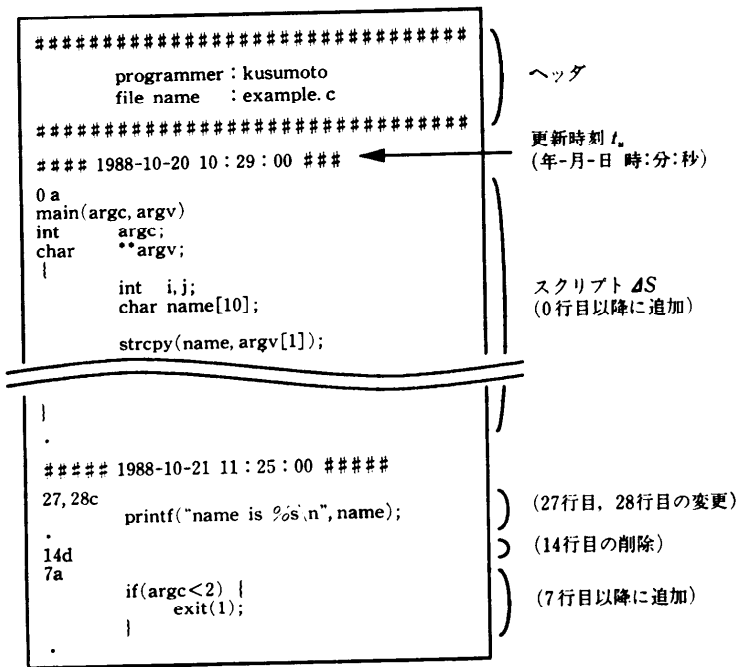 ################################
programmer : kusumoto
file name : example.c
################################
ヘッダ
#### 1988-10-20 10 : 29 : 00 ###
更新時刻 tu
(年-月-日 時:分:秒)
0 a
main(argc, argv)
int argc;
char **argv;
{
int i, j;
char name[10];
strcpy(name, argv[1]);
スクリプト ΔS
(0行目以降に追加)
}
.
##### 1988-10-21 11 : 25 : 00 #####
27, 28c
printf("name is %s\n", name);
.
(27行目, 28行目の変更)
14d
(14行目の削除)
7a
if(argc<2) {
exit(1);
}
.
(7行目以降に追加)